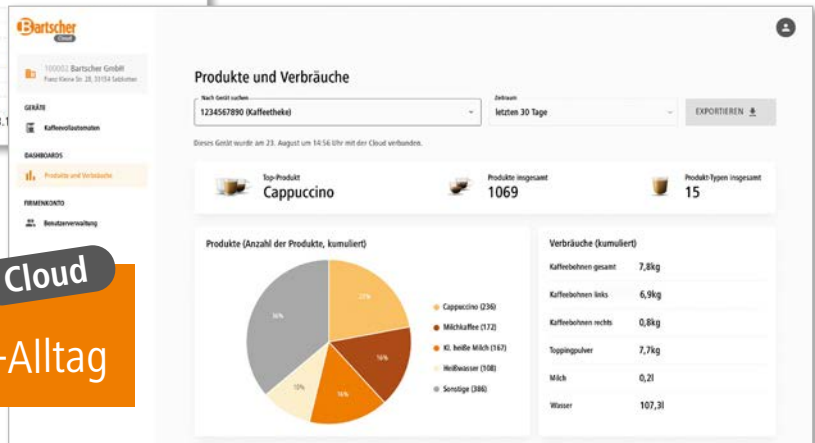 Bartscher
Cloud
100002 Bartscher GmbH
Franz Kleine Str. 28, 33154 Salzkotten
GERÄTE
Kaffeevollautomaten
DASHBOARDS
Produkte und Verbräuche
FIRMENKONTO
Benutzerverwaltung
Cloud
-Alltag
Produkte und Verbräuche
Nach Gerät suchen
1234567890 (Kaffeetheke)
Zeitraum
letzten 30 Tage
EXPORTIEREN
Dieses Gerät wurde am 23. August um 14:56 Uhr mit der Cloud verbunden.
Top-Produkt
Cappuccino
Produkte insgesamt
1069
Produkt-Typen insgesamt
15
Produkte (Anzahl der Produkte, kumuliert)
22%
16%
16%
10%
36%
Cappuccino (236)
Milchkaffee (172)
Kl. heiße Milch (167)
Heißwasser (108)
Sonstige (386)
Verbräuche (kumuliert)
Kaffeebohnen gesamt 7,8kg
Kaffeebohnen links 6,9kg
Kaffeebohnen rechts 0,8kg
Toppingpulver 7,7kg
Milch 0,2l
Wasser 107,3l